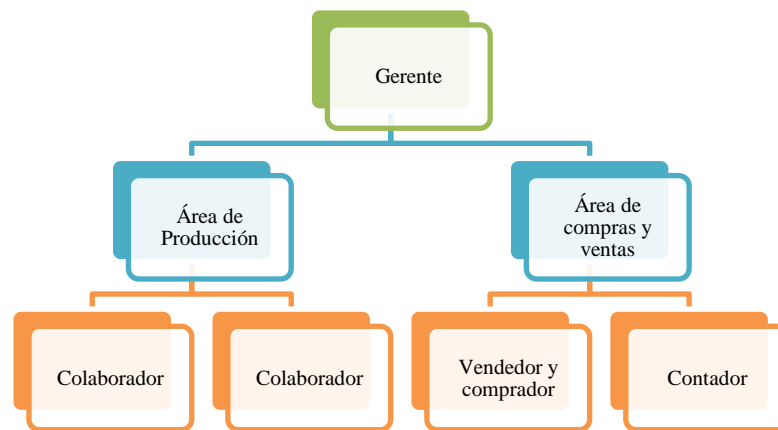 Gerente
Área de
Producción
Área de
compras y
ventas
Colaborador
Colaborador
Vendedor y
comprador
Contador